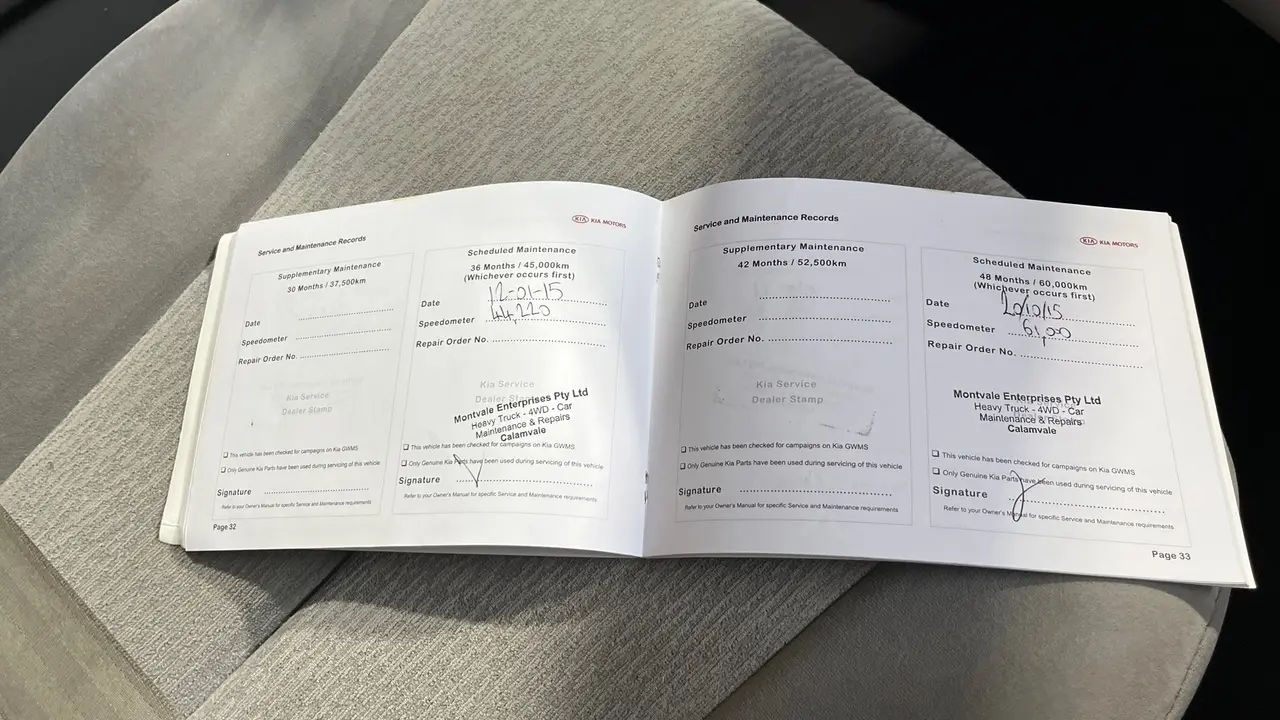 KIA KIA MOTORS
Service and Maintenance Records
Supplementary Maintenance
30 Months / 37,500km
Date
Speedometer
Repair Order No.
Kia Service
Dealer Stamp
❑ This vehicle has been checked for campaigns on Kia GWMS
❑ Only Genuine Kia Parts have been used during servicing of this vehicle
Signature
Refer to your Owner's Manual for specific Service and Maintenance requirements
Page 32
Scheduled Maintenance
36 Months / 45,000km
(Whichever occurs first)
Date 12-01-15
Speedometer 44,220
Repair Order No.
Kia Service
Dealer Stamp
Montvale Enterprises Pty Ltd
Heavy Truck - 4WD - Car
Maintenance & Repairs
Calamvale
❑ This vehicle has been checked for campaigns on Kia GWMS
❑ Only Genuine Kia Parts have been used during servicing of this vehicle
Signature
Refer to your Owner's Manual for specific Service and Maintenance requirements
Service and Maintenance Records
KIA KIA MOTORS
Supplementary Maintenance
42 Months / 52,500km
Date
Speedometer
Repair Order No.
Kia Service
Dealer Stamp
❑ This vehicle has been checked for campaigns on Kia GWMS
❑ Only Genuine Kia Parts have been used during servicing of this vehicle
Signature
Refer to your Owner's Manual for specific Service and Maintenance requirements
Scheduled Maintenance
48 Months / 60,000km
(Whichever occurs first)
Date
Speedometer
Repair Order No.
Montvale Enterprises Pty Ltd
Heavy Truck - 4WD - Car
Maintenance & Repairs
Calamvale
❑ This vehicle has been checked for campaigns on Kia GWMS
❑ Only Genuine Kia Parts have been used during servicing of this vehicle
Signature
Refer to your Owner's Manual for specific Service and Maintenance requirements
Page 33